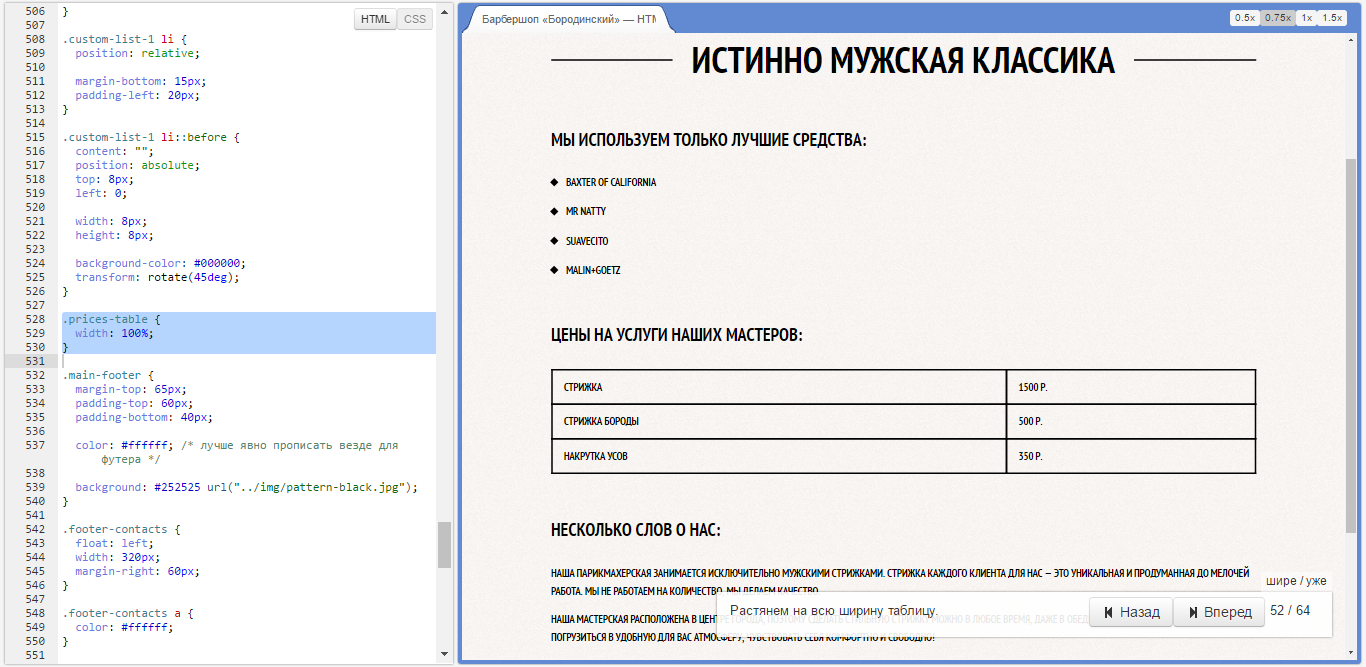 506 }
507
508 .custom-list-1 li {
509 position: relative;
510
511 margin-bottom: 15px;
512 padding-left: 20px;
513 }
514
515 .custom-list-1 li::before {
516 content: "";
517 position: absolute;
518 top: 8px;
519 left: 0;
520
521 width: 8px;
522 height: 8px;
523
524 background-color: #000000;
525 transform: rotate(45deg);
526 }
527
528 .prices-table {
529 width: 100%;
530 }
531
532 .main-footer {
533 margin-top: 65px;
534 padding-top: 60px;
535 padding-bottom: 40px;
536
537 color: #ffffff; /* лучше явно прописать везде для
футера */
538
539 background: #252525 url("../img/pattern-black.jpg");
540 }
541
542 .footer-contacts {
543 float: left;
544 width: 320px;
545 margin-right: 60px;
546 }
547
548 .footer-contacts a {
549 color: #ffffff;
550 }
551
HTML CSS
Барбершоп «Бородинский» — HTM
0.5x 0.75x 1x 1.5x
ИСТИННО МУЖСКАЯ КЛАССИКА
МЫ ИСПОЛЬЗУЕМ ТОЛЬКО ЛУЧШИЕ СРЕДСТВА:
BAXTER OF CALIFORNIA
MR NATTY
SUAVECITO
MALIN+GOETZ
ЦЕНЫ НА УСЛУГИ НАШИХ МАСТЕРОВ:
СТРИЖКА 1500 Р.
СТРИЖКА БОРОДЫ 500 Р.
НАКРУТКА УСОВ 350 Р.
НЕСКОЛЬКО СЛОВ О НАС:
НАША ПАРИКМАХЕРСКАЯ ЗАНИМАЕТСЯ ИСКЛЮЧИТЕЛЬНО МУЖСКИМИ СТРИЖКАМИ. СТРИЖКА КАЖДОГО КЛИЕНТА ДЛЯ НАС — ЭТО УНИКАЛЬНАЯ И ПРОДУМАННАЯ ДО МЕЛОЧЕЙ
РАБОТА. МЫ НЕ РАБОТАЕМ НА КОЛИЧЕСТВО, МЫ ДЕЛАЕМ КАЧЕСТВО.
НАША МАСТЕРСКАЯ РАСПОЛОЖЕНА В ЦЕНТРЕ ГОРОДА, ПОЭТОМУ СДЕЛАТЬ СТИЛЬНУЮ СТРИЖКУ МОЖНО В ЛЮБОЕ ВРЕМЯ, ДАЖЕ В
ПОГРУЗИТЬСЯ В УДОБНУЮ ДЛЯ ВАС АТМОСФЕРУ, ЧУВСТВОВАТЬ СЕБЯ КОМФОРТНО И СВОБОДНО!
шире / уже
Растянем на всю ширину таблицу.
Назад Вперед 52 / 64